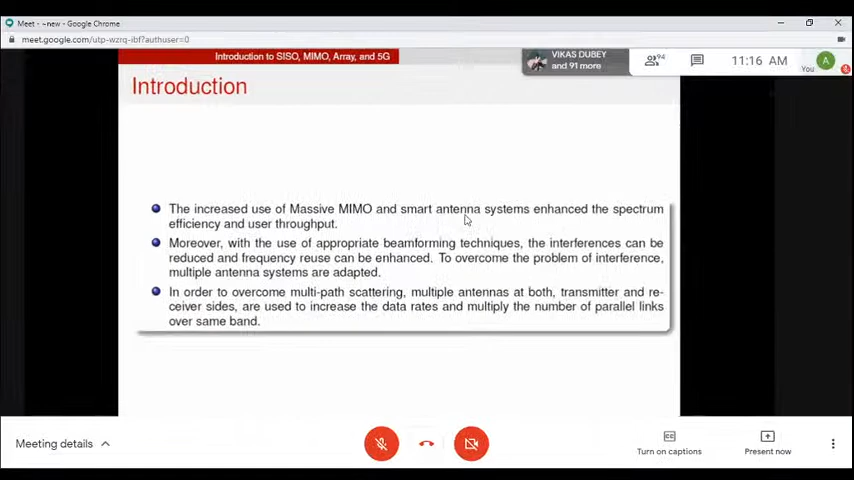 Meet - ~new - Google Chrome
meet.google.com/utp-wzrq-ibf?authuser=0
Introduction to SISO, MIMO, Array, and 5G
VIKAS DUBEY
and 91 more
94
11:16 AM
You
A
Introduction
The increased use of Massive MIMO and smart antenna systems enhanced the spectrum
efficiency and user throughput.
Moreover, with the use of appropriate beamforming techniques, the interferences can be
reduced and frequency reuse can be enhanced. To overcome the problem of interference,
multiple antenna systems are adapted.
In order to overcome multi-path scattering, multiple antennas at both, transmitter and re-
ceiver sides, are used to increase the data rates and multiply the number of parallel links
over same band.
Meeting details
Turn on captions
Present now